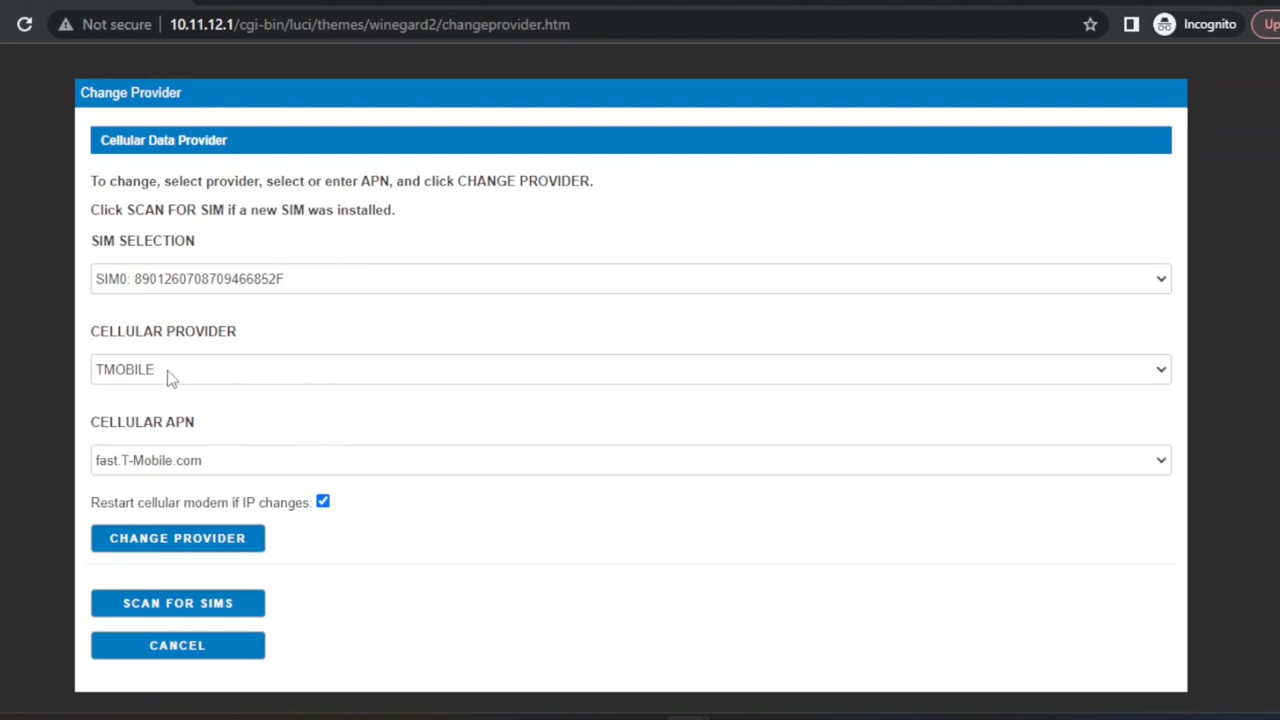 Not secure 10.11.12.1/cgi-bin/luci/themes/winegard2/changeprovider.htm Incognito Up
Change Provider
Cellular Data Provider
To change, select provider, select or enter APN, and click CHANGE PROVIDER.
Click SCAN FOR SIM if a new SIM was installed.
SIM SELECTION
SIM0: 8901260708709466852F
CELLULAR PROVIDER
TMOBILE
CELLULAR APN
fast.T-Mobile.com
Restart cellular modem if IP changes:
CHANGE PROVIDER
SCAN FOR SIMS
CANCEL